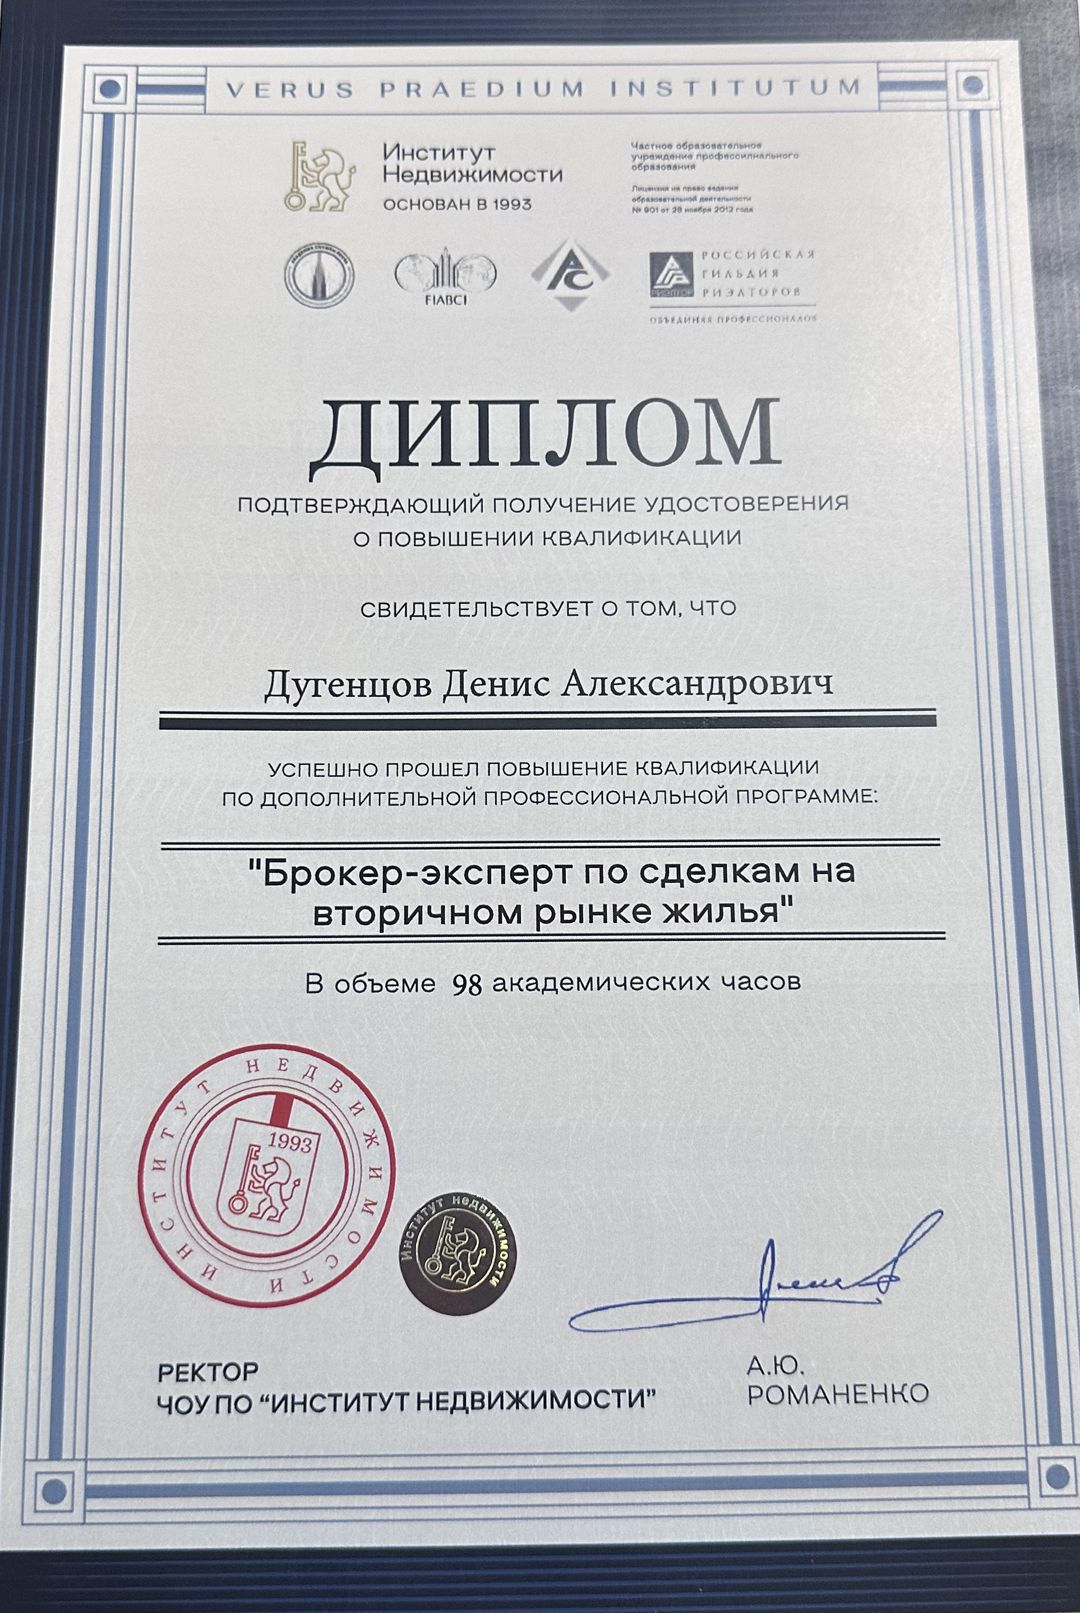 VERUS PRAEDIUM INSTITUTUM
Институт
Недвижимости
ОСНОВАН В 1993
Частное образовательное
учреждение профессионального
образования
Лицензия на право ведения
образовательной деятельности
№ 901 от 28 ноября 2012 года
FIABCI
АС
РИЭЛТОР
РОССИЙСКАЯ
ГИЛЬДИЯ
РИЭЛТОРОВ
ОБЪЕДИНЯЯ ПРОФЕССИОНАЛОВ
ДИПЛОМ
ПОДТВЕРЖДАЮЩИЙ ПОЛУЧЕНИЕ УДОСТОВЕРЕНИЯ
О ПОВЫШЕНИИ КВАЛИФИКАЦИИ
СВИДЕТЕЛЬСТВУЕТ О ТОМ, ЧТО
Дугенцов Денис Александрович
УСПЕШНО ПРОШЕЛ ПОВЫШЕНИЕ КВАЛИФИКАЦИИ
ПО ДОПОЛНИТЕЛЬНОЙ ПРОФЕССИОНАЛЬНОЙ ПРОГРАММЕ:
"Брокер-эксперт по сделкам на
вторичном рынке жилья"
В объеме 98 академических часов
ИНСТИТУТ НЕДВИЖИМОСТИ
1993
Институт недвижимости
РЕКТОР
ЧОУ ПО “ИНСТИТУТ НЕДВИЖИМОСТИ”
А.Ю.
РОМАНЕНКО